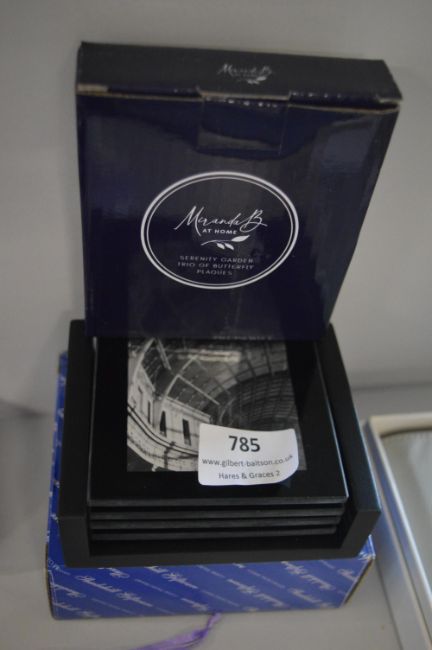 Miranda B
Miranda B
AT HOME
SERENITY GARDEN
TRIO OF BUTTERFLY
PLAQUES
785
www.gilbert-baitson.co.uk
Hares & Graces 2